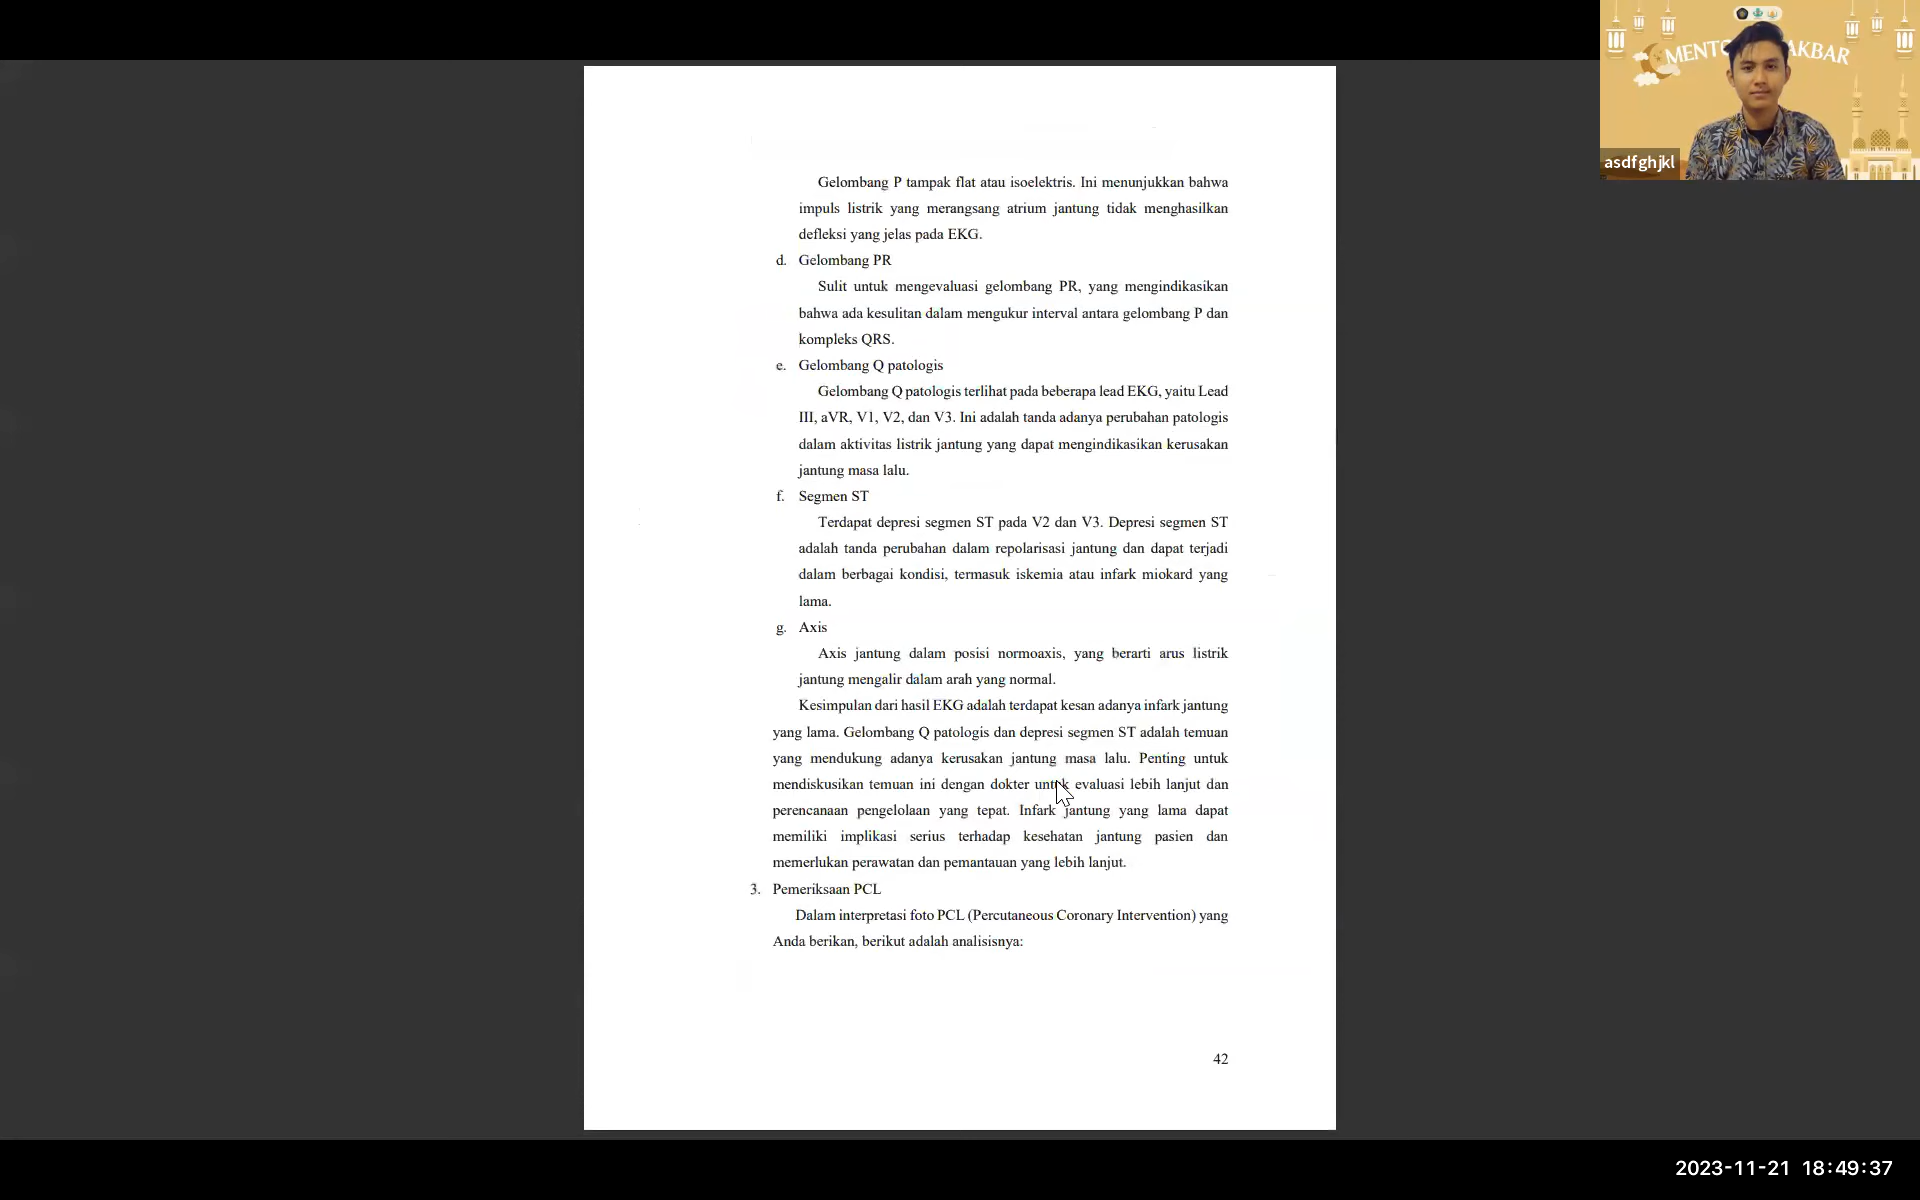 MENTO AKBAR
asdfghjkl
Gelombang P tampak flat atau isoelektris. Ini menunjukkan bahwa
impuls listrik yang merangsang atrium jantung tidak menghasilkan
defleksi yang jelas pada EKG.
d. Gelombang PR
Sulit untuk mengevaluasi gelombang PR, yang mengindikasikan
bahwa ada kesulitan dalam mengukur interval antara gelombang P dan
kompleks QRS.
e. Gelombang Q patologis
Gelombang Q patologis terlihat pada beberapa lead EKG, yaitu Lead
III, aVR, V1, V2, dan V3. Ini adalah tanda adanya perubahan patologis
dalam aktivitas listrik jantung yang dapat mengindikasikan kerusakan
jantung masa lalu.
f. Segmen ST
Terdapat depresi segmen ST pada V2 dan V3. Depresi segmen ST
adalah tanda perubahan dalam repolarisasi jantung dan dapat terjadi
dalam berbagai kondisi, termasuk iskemia atau infark miokard yang
lama.
g. Axis
Axis jantung dalam posisi normoaxis, yang berarti arus listrik
jantung mengalir dalam arah yang normal.
Kesimpulan dari hasil EKG adalah terdapat kesan adanya infark jantung
yang lama. Gelombang Q patologis dan depresi segmen ST adalah temuan
yang mendukung adanya kerusakan jantung masa lalu. Penting untuk
mendiskusikan temuan ini dengan dokter untuk evaluasi lebih lanjut dan
perencanaan pengelolaan yang tepat. Infark jantung yang lama dapat
memiliki implikasi serius terhadap kesehatan jantung pasien dan
memerlukan perawatan dan pemantauan yang lebih lanjut.
3. Pemeriksaan PCL
Dalam interpretasi foto PCL (Percutaneous Coronary Intervention) yang
Anda berikan, berikut adalah analisisnya:
42
2023-11-21 18:49:37